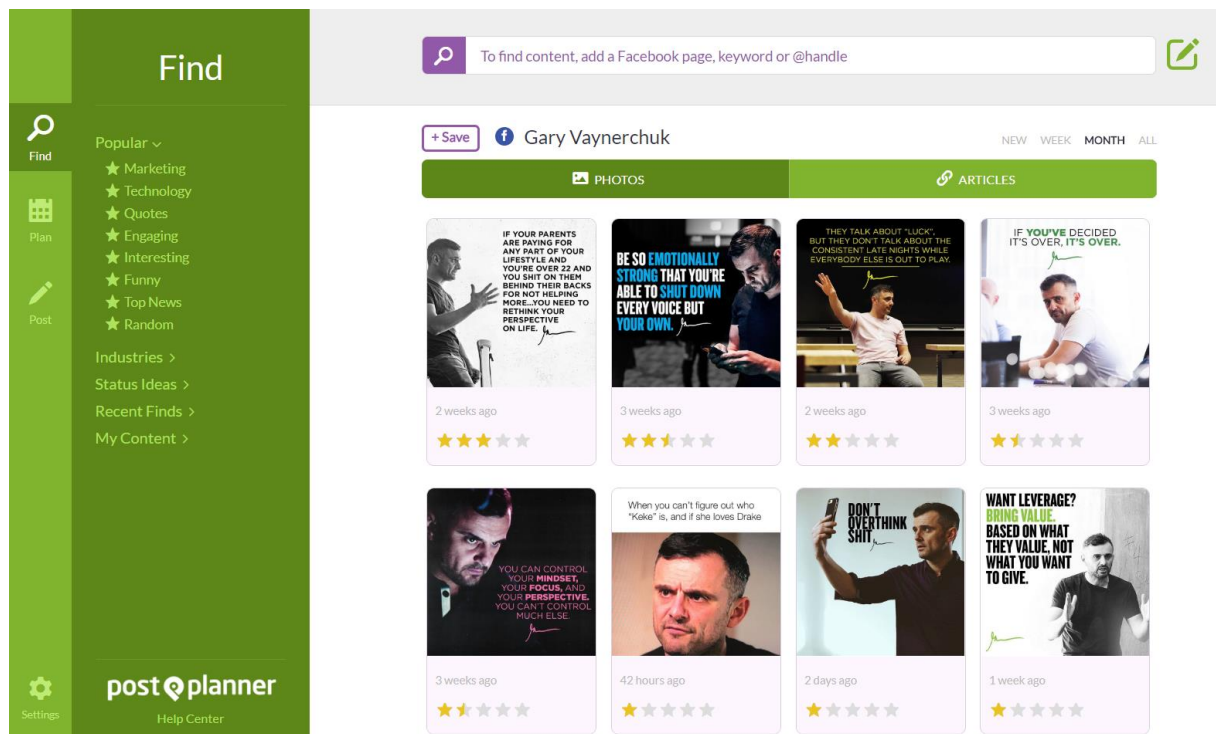 Find
To find content, add a Facebook page, keyword or @handle
Find
Plan
Post
Settings
Popular
Marketing
Technology
Quotes
Engaging
Interesting
Funny
Top News
Random
Industries >
Status Ideas >
Recent Finds >
My Content >
post planner
Help Center
+ Save
Gary Vaynerchuk
NEW WEEK MONTH ALL
PHOTOS
ARTICLES
IF YOUR PARENTS
ARE PAYING FOR
ANY PART OF YOUR
LIFESTYLE AND
YOU'RE OVER 22 AND
YOU SHIT ON THEM
BEHIND THEIR BACKS
FOR NOT HELPING
MORE...YOU NEED TO
RETHINK YOUR
PERSPECTIVE
ON LIFE.
2 weeks ago
BE SO EMOTIONALLY
STRONG THAT YOU'RE
ABLE TO SHUT DOWN
EVERY VOICE BUT
YOUR OWN.
3 weeks ago
THEY TALK ABOUT "LUCK",
BUT THEY DON'T TALK ABOUT THE
CONSISTENT LATE NIGHTS WHILE
EVERYBODY ELSE IS OUT TO PLAY.
2 weeks ago
IF YOU'VE DECIDED
IT'S OVER, IT'S OVER.
3 weeks ago
YOU CAN CONTROL
YOUR MINDSET,
YOUR FOCUS, AND
YOUR PERSPECTIVE.
YOU CAN'T CONTROL
MUCH ELSE.
3 weeks ago
When you can't figure out who
"Keke" is, and if she loves Drake
42 hours ago
DON'T
OVERTHINK
SHIT
2 days ago
WANT LEVERAGE?
BRING VALUE.
BASED ON WHAT
THEY VALUE, NOT
WHAT YOU WANT
TO GIVE.
1 week ago